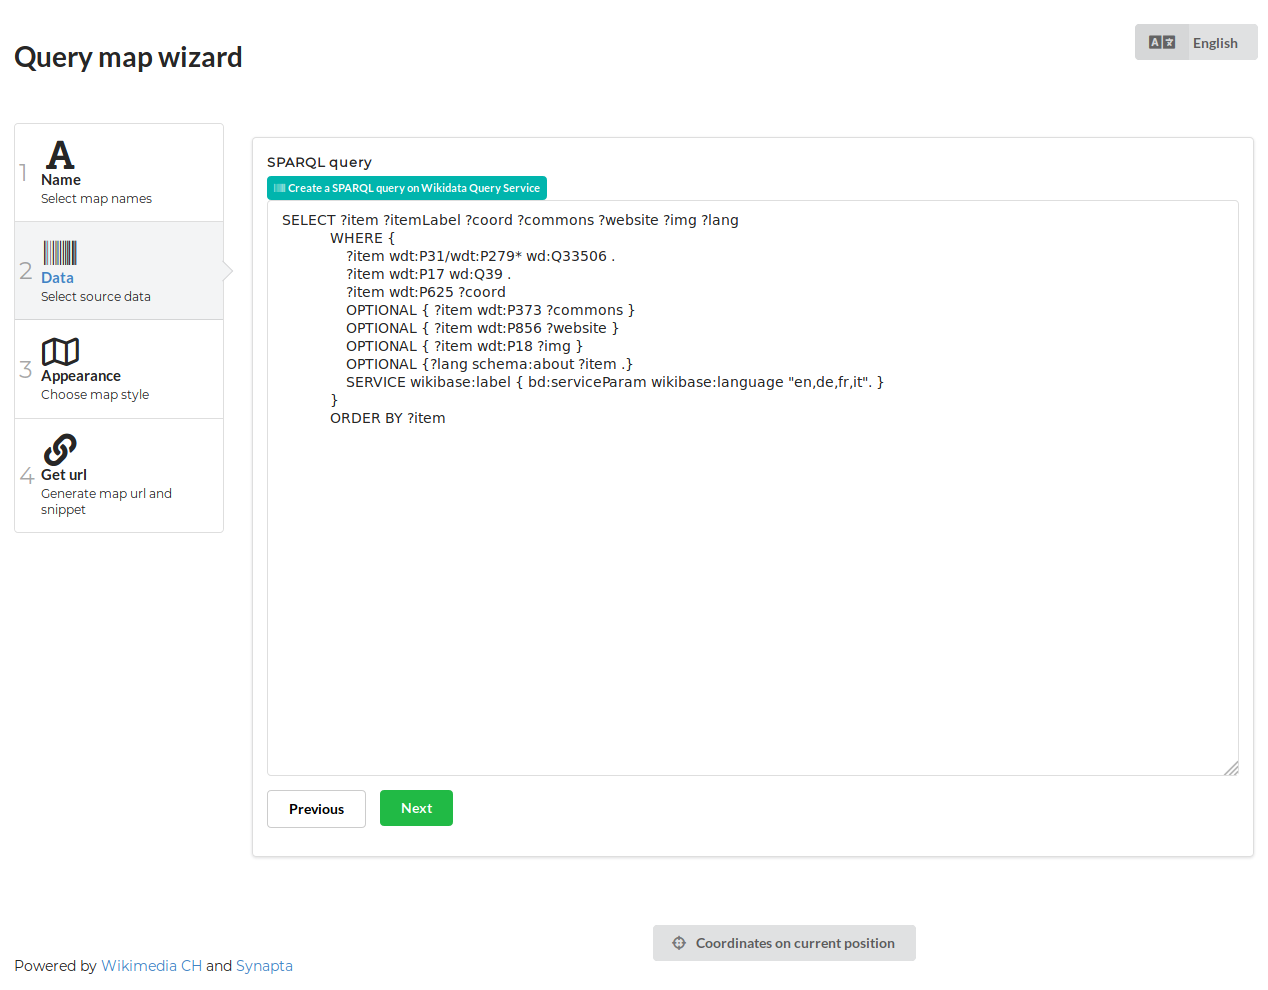 Query map wizard
English
1
Name
Select map names
2
Data
Select source data
3
Appearance
Choose map style
4
Get url
Generate map url and
snippet
SPARQL query
Create a SPARQL query on Wikidata Query Service
SELECT ?item ?itemLabel ?coord ?commons ?website ?img ?lang
WHERE {
?item wdt:P31/wdt:P279* wd:Q33506 .
?item wdt:P17 wd:Q39 .
?item wdt:P625 ?coord
OPTIONAL { ?item wdt:P373 ?commons }
OPTIONAL { ?item wdt:P856 ?website }
OPTIONAL { ?item wdt:P18 ?img }
OPTIONAL {?lang schema:about ?item .}
SERVICE wikibase:label { bd:serviceParam wikibase:language "en,de,fr,it". }
}
ORDER BY ?item
Previous
Next
Coordinates on current position
Powered by Wikimedia CH and Synapta